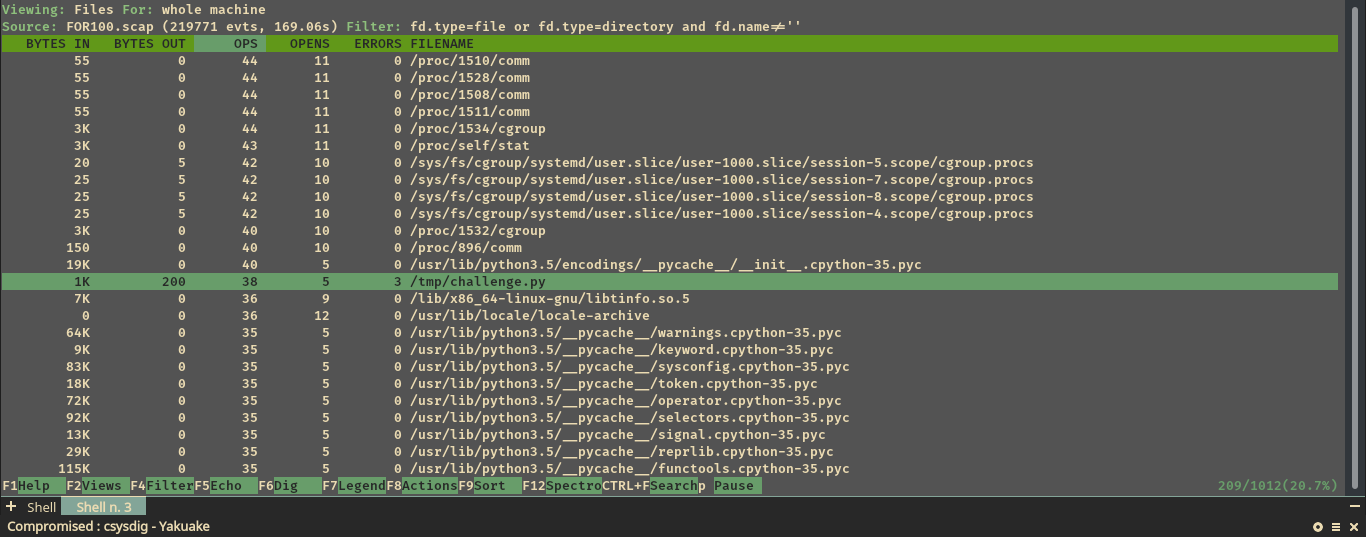 Viewing: Files For: whole machine
Source: FOR100.scap (219771 evts, 169.06s) Filter: fd.type=file or fd.type=directory and fd.name≠''
BYTES IN BYTES OUT OPS OPENS ERRORS FILENAME
55 0 44 11 0 /proc/1510/comm
55 0 44 11 0 /proc/1528/comm
55 0 44 11 0 /proc/1508/comm
55 0 44 11 0 /proc/1511/comm
3K 0 44 11 0 /proc/1534/cgroup
3K 0 43 11 0 /proc/self/stat
20 5 42 10 0 /sys/fs/cgroup/systemd/user.slice/user-1000.slice/session-5.scope/cgroup.procs
25 5 42 10 0 /sys/fs/cgroup/systemd/user.slice/user-1000.slice/session-7.scope/cgroup.procs
25 5 42 10 0 /sys/fs/cgroup/systemd/user.slice/user-1000.slice/session-8.scope/cgroup.procs
25 5 42 10 0 /sys/fs/cgroup/systemd/user.slice/user-1000.slice/session-4.scope/cgroup.procs
3K 0 40 10 0 /proc/1532/cgroup
150 0 40 10 0 /proc/896/comm
19K 0 40 5 0 /usr/lib/python3.5/encodings/__pycache__/__init__.cpython-35.pyc
1K 200 38 5 3 /tmp/challenge.py
7K 0 36 9 0 /lib/x86_64-linux-gnu/libtinfo.so.5
0 0 36 12 0 /usr/lib/locale/locale-archive
64K 0 35 5 0 /usr/lib/python3.5/__pycache__/warnings.cpython-35.pyc
9K 0 35 5 0 /usr/lib/python3.5/__pycache__/keyword.cpython-35.pyc
83K 0 35 5 0 /usr/lib/python3.5/__pycache__/sysconfig.cpython-35.pyc
18K 0 35 5 0 /usr/lib/python3.5/__pycache__/token.cpython-35.pyc
72K 0 35 5 0 /usr/lib/python3.5/__pycache__/operator.cpython-35.pyc
92K 0 35 5 0 /usr/lib/python3.5/__pycache__/selectors.cpython-35.pyc
13K 0 35 5 0 /usr/lib/python3.5/__pycache__/signal.cpython-35.pyc
29K 0 35 5 0 /usr/lib/python3.5/__pycache__/reprlib.cpython-35.pyc
115K 0 35 5 0 /usr/lib/python3.5/__pycache__/functools.cpython-35.pyc
F1Help F2Views F4FilterF5Echo F6Dig F7LegendF8ActionsF9Sort F12SpectroCTRL+FSearchp Pause 209/1012(20.7%)
+ Shell Shell n. 3
Compromised : csysdig - Yakuake